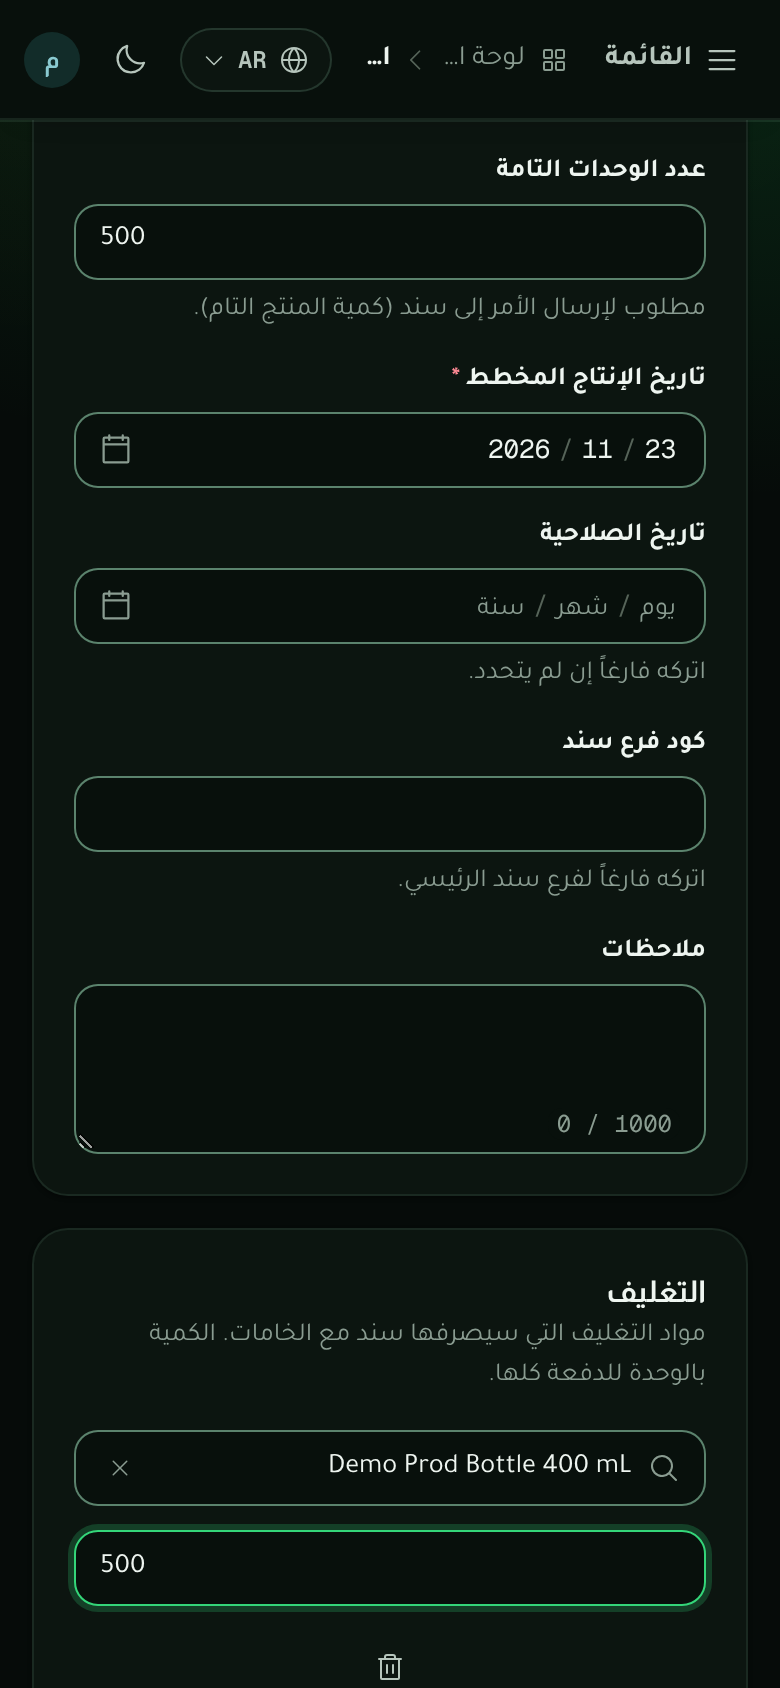 القائمة
لوحة ا...
ا...
AR
م
عدد الوحدات التامة
500
مطلوب لإرسال الأمر إلى سند (كمية المنتج التام).
تاريخ الإنتاج المخطط *
23 / 11 / 2026
تاريخ الصلاحية
يوم / شهر / سنة
اتركه فارغاً إن لم يتحدد.
كود فرع سند
اتركه فارغاً لفرع سند الرئيسي.
ملاحظات
0 / 1000
التغليف
مواد التغليف التي سيصرفها سند مع الخامات. الكمية
بالوحدة للدفعة كلها.
Demo Prod Bottle 400 mL
500